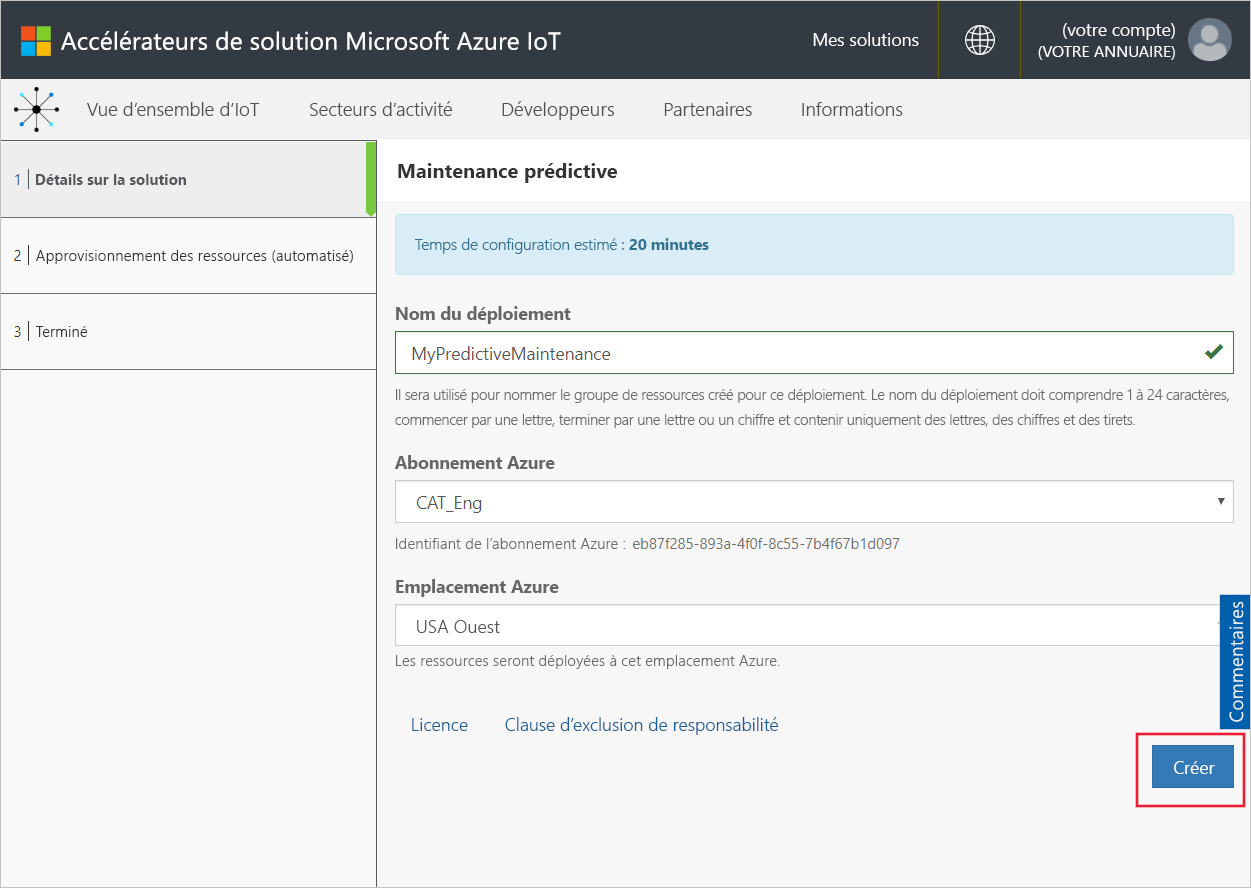 Accélérateurs de solution Microsoft Azure IoT
Mes solutions
(votre compte)
(VOTRE ANNUAIRE)
Vue d’ensemble d’IoT
Secteurs d’activité
Développeurs
Partenaires
Informations
1 Détails sur la solution
2 Approvisionnement des ressources (automatisé)
3 Terminé
Maintenance prédictive
Temps de configuration estimé : 20 minutes
Nom du déploiement
MyPredictiveMaintenance
Il sera utilisé pour nommer le groupe de ressources créé pour ce déploiement. Le nom du déploiement doit comprendre 1 à 24 caractères,
commencer par une lettre, terminer par une lettre ou un chiffre et contenir uniquement des lettres, des chiffres et des tirets.
Abonnement Azure
CAT_Eng
Identifiant de l’abonnement Azure : eb87f285-893a-4f0f-8c55-7b4f67b1d097
Emplacement Azure
USA Ouest
Les ressources seront déployées à cet emplacement Azure.
Commentaires
Licence
Clause d’exclusion de responsabilité
Créer